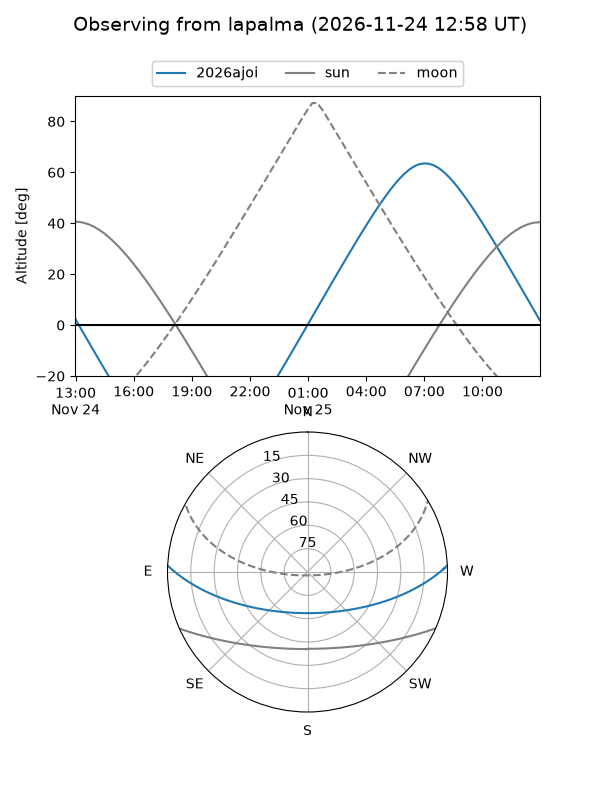 Observing from lapalma (2026-11-24 12:58 UT)
2026ajoi sun moon
Altitude [deg]
80
60
40
20
0
−20
13:00 16:00 19:00 22:00 01:00 04:00 07:00 10:00
Nov 24 Nov 25
N
NE NW
15
30
45
60
75
E W
SE SW
S